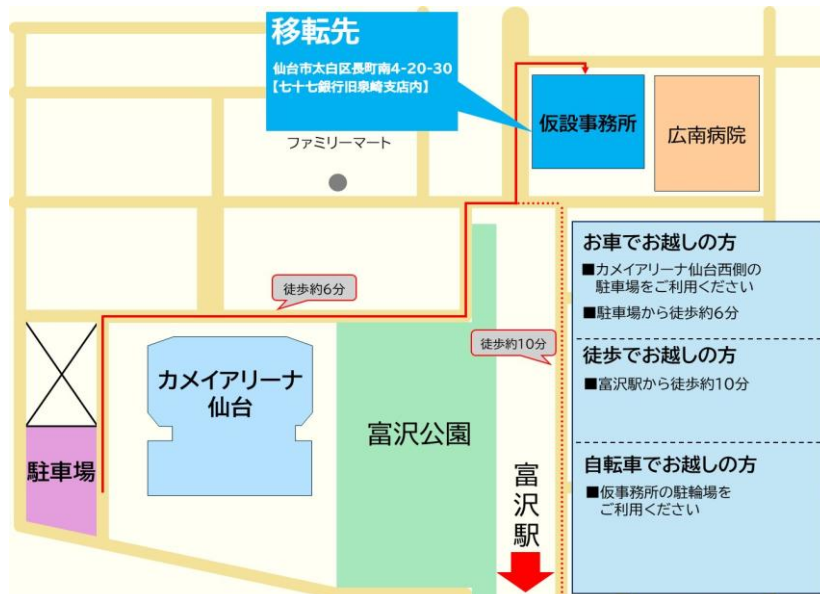 移転先
仙台市太白区長町南4-20-30
【七十七銀行旧泉崎支店内】
仮設事務所
広南病院
ファミリーマート
お車でお越しの方
■カメイアリーナ仙台西側の
駐車場をご利用ください
■駐車場から徒歩約6分
徒歩約6分
徒歩約10分
徒歩でお越しの方
■富沢駅から徒歩約10分
カメイアリーナ
仙台
富沢公園
駐車場
富沢駅
自転車でお越しの方
■仮事務所の駐輪場を
ご利用ください